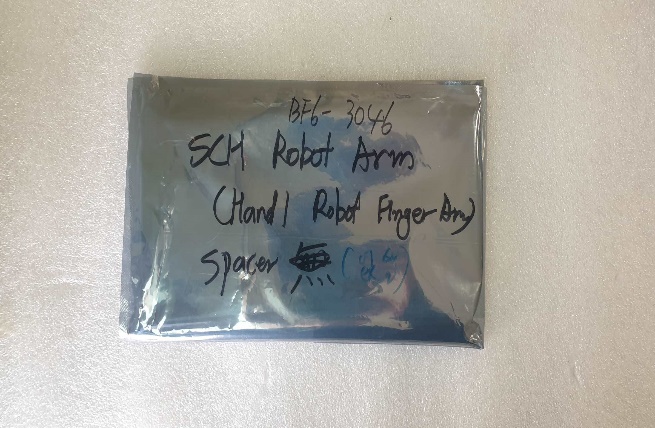 BF6-3046
SCH Robot Arm
(Hand1 Robot Finger Arm)
Spacer 無